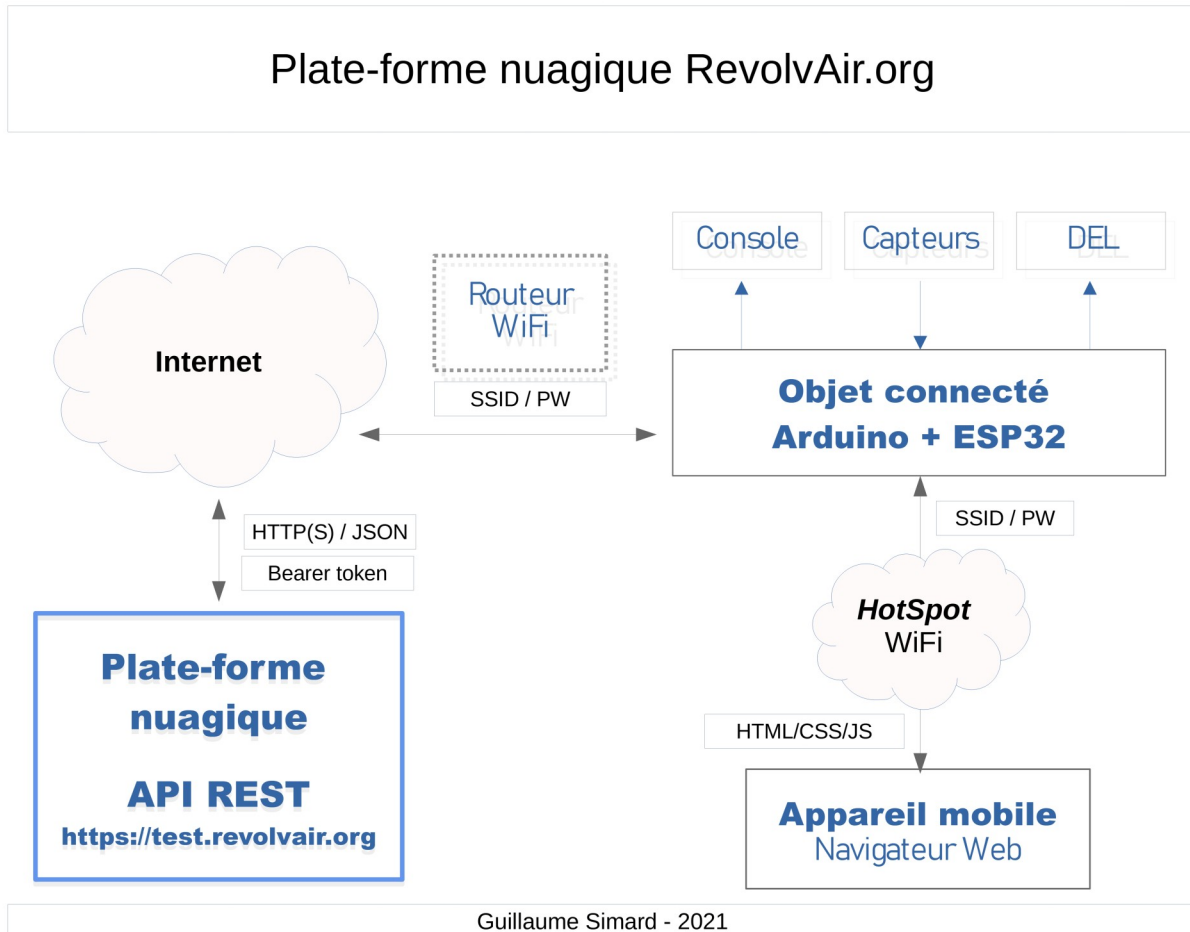 Plate-forme nuagique RevolvAir.org
Console
Capteurs
DEL
Routeur
WiFi
SSID / PW
Internet
Objet connecté
Arduino + ESP32
HTTP(S) / JSON
Bearer token
SSID / PW
HotSpot
WiFi
HTML/CSS/JS
Plate-forme
nuagique
API REST
https://test.revolvair.org
Appareil mobile
Navigateur Web
Guillaume Simard - 2021